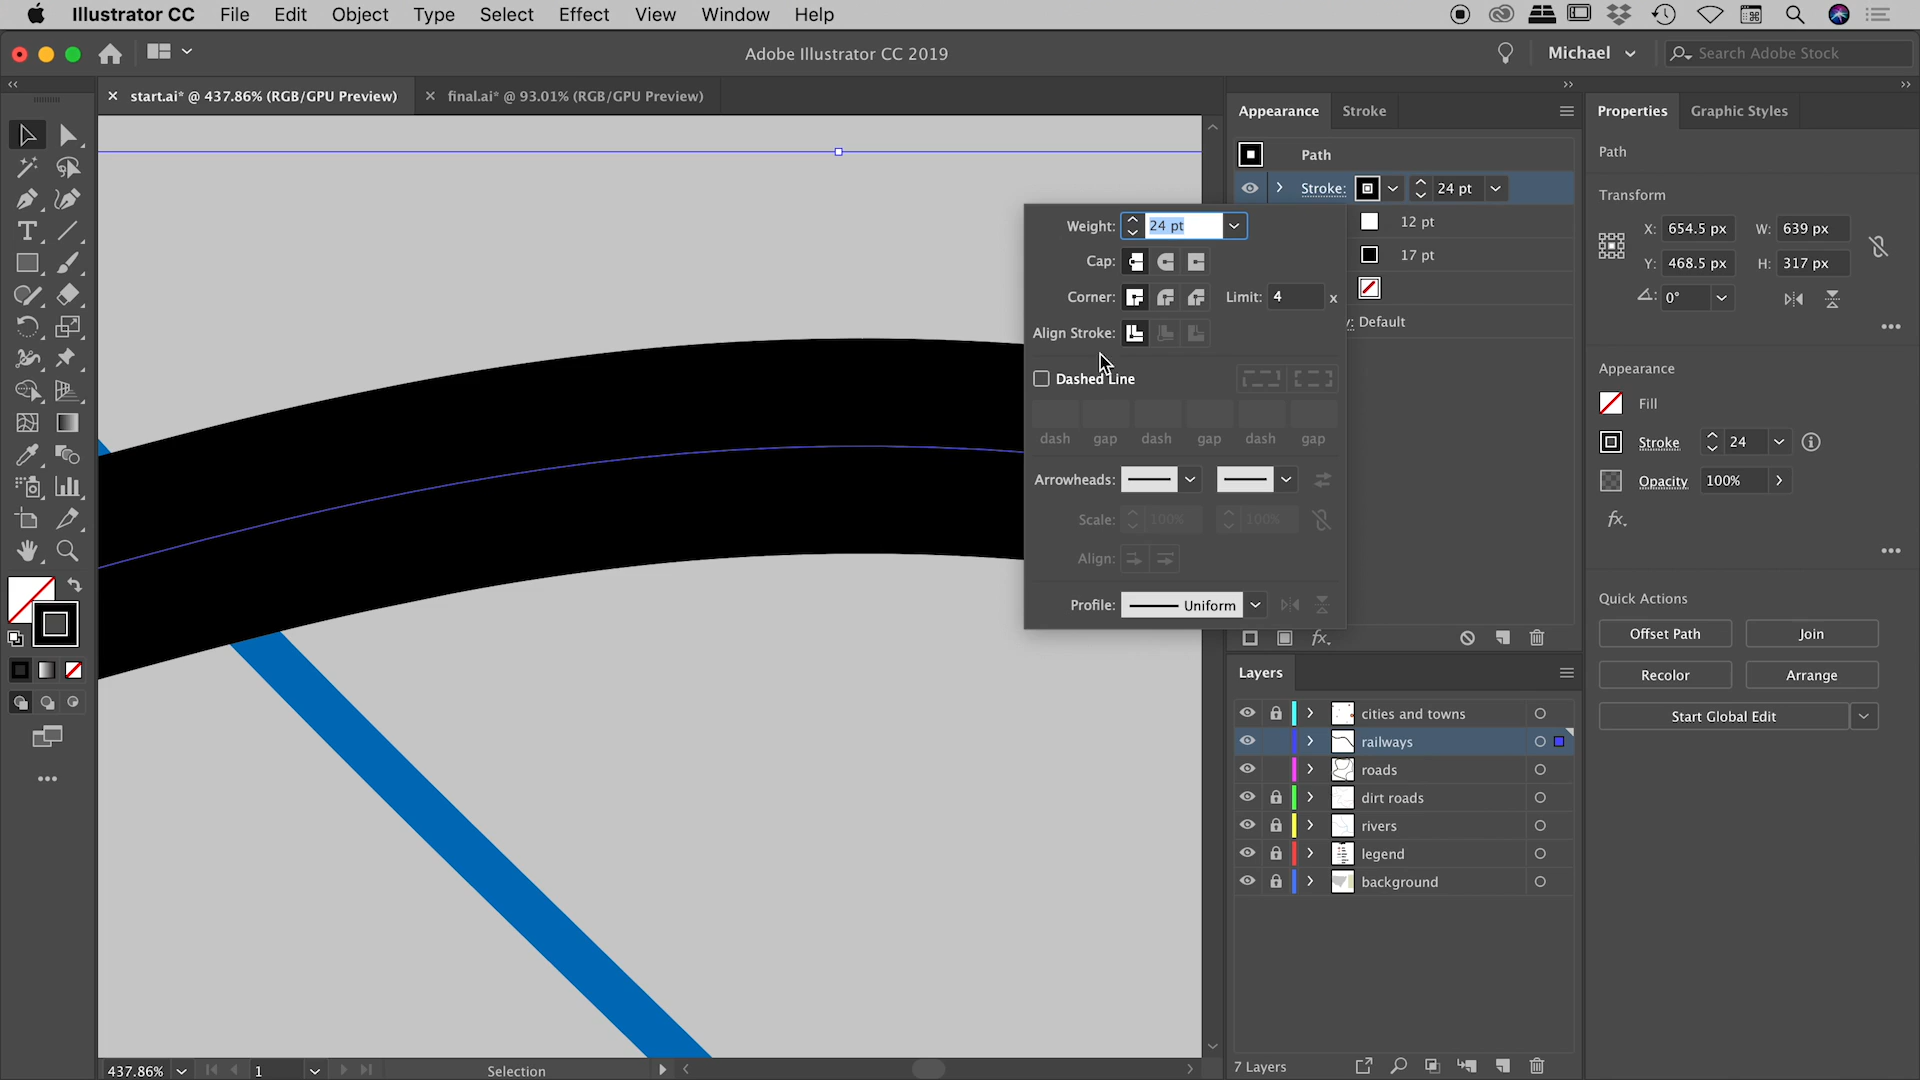 Illustrator CC File Edit Object Type Select Effect View Window Help
Adobe Illustrator CC 2019
Michael
Search Adobe Stock
start.ai* @ 437.86% (RGB/GPU Preview)
final.ai* @ 93.01% (RGB/GPU Preview)
Appearance Stroke
Path
Stroke: 24 pt
12 pt
17 pt
y: Default
Weight: 24 pt
Cap:
Corner: Limit: 4 x
Align Stroke:
Dashed Line
dash gap dash gap dash gap
Arrowheads:
Scale: 100% 100%
Align:
Profile: Uniform
fx.
Layers
cities and towns
railways
roads
dirt roads
rivers
legend
background
7 Layers
Properties Graphic Styles
Path
Transform
X: 654.5 px W: 639 px
Y: 468.5 px H: 317 px
0°
Appearance
Fill
Stroke 24
Opacity 100%
fx.
Quick Actions
Offset Path Join
Recolor Arrange
Start Global Edit
437.86% 1 Selection